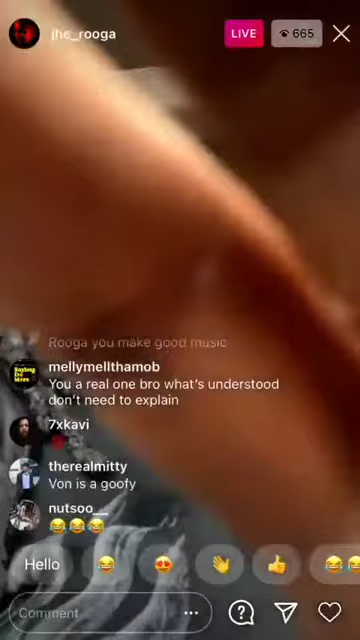 jhe_rooga
LIVE
665
Rooga you make good music
mellymellthamob
You a real one bro what's understood
don't need to explain
7xkavi
therealmitty
Von is a goofy
nutsoo__
😂😂😂
Hello
Comment